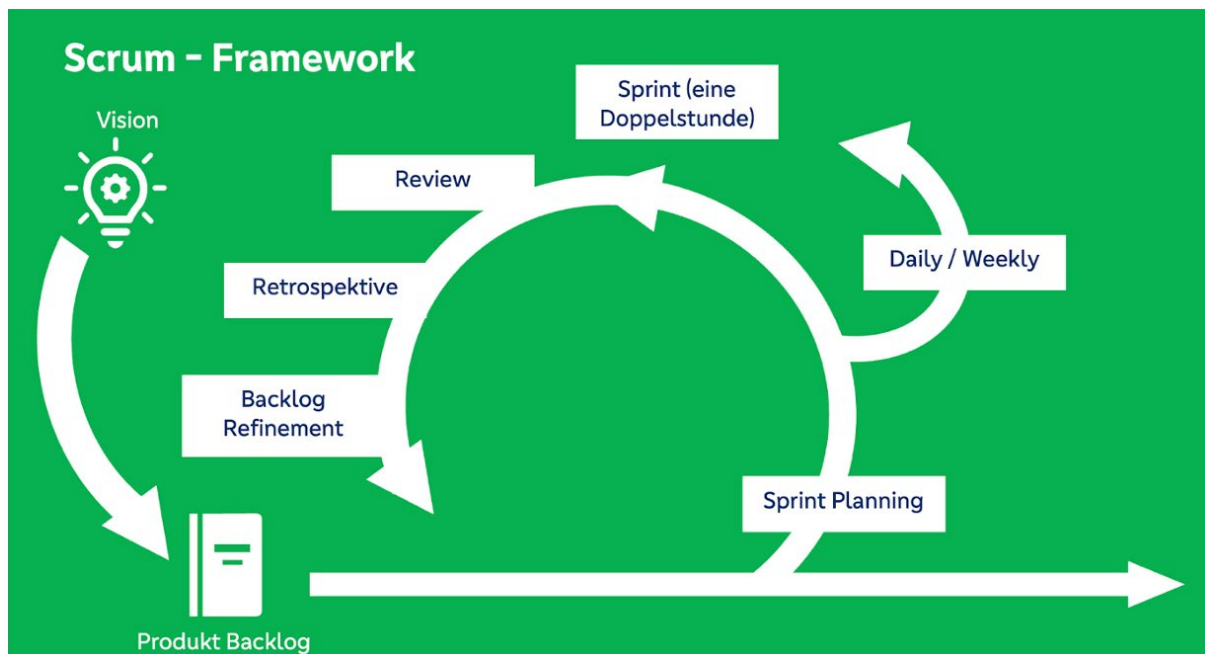 Scrum - Framework
Vision
Sprint (eine
Doppelstunde)
Review
Daily / Weekly
Retrospektive
Backlog
Refinement
Sprint Planning
Produkt Backlog